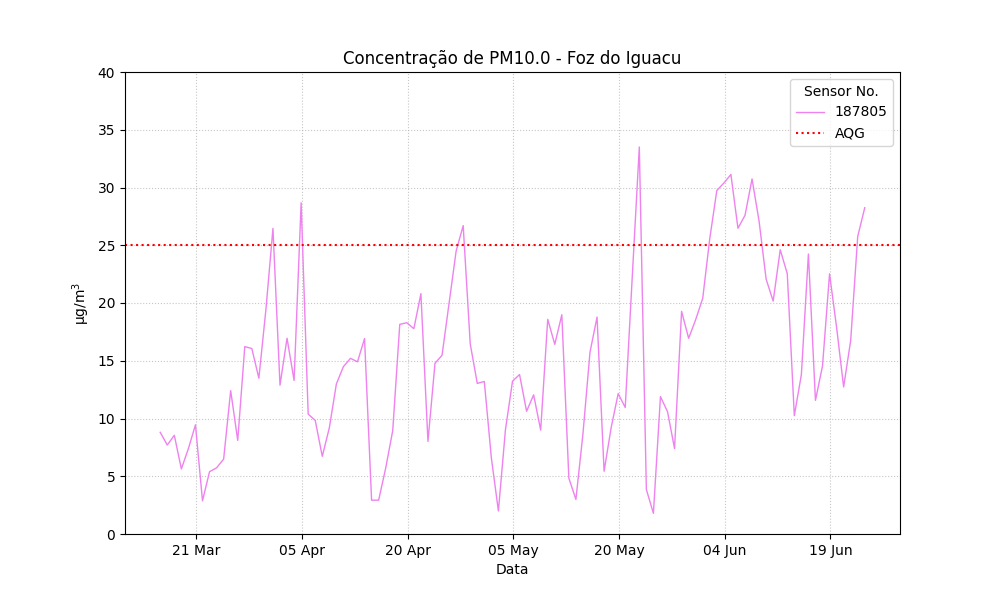 Concentração de PM10.0 - Foz do Iguacu
40
35
30
25
20
15
10
5
0
µg/m³
Sensor No.
187805
AQG
21 Mar
05 Apr
20 Apr
05 May
20 May
04 Jun
19 Jun
Data